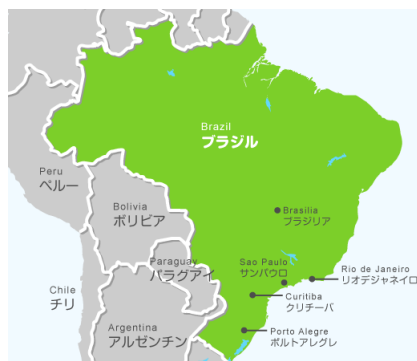 Brazil
ブラジル
Peru
ペルー
Bolivia
ボリビア
Brasilia
ブラジリア
Paraguay
パラグアイ
Sao Paulo
サンパウロ
Rio de Janeiro
リオデジャネイロ
Chile
チリ
Curitiba
クリチーバ
Argentina
アルゼンチン
Porto Alegre
ポルトアレグレ